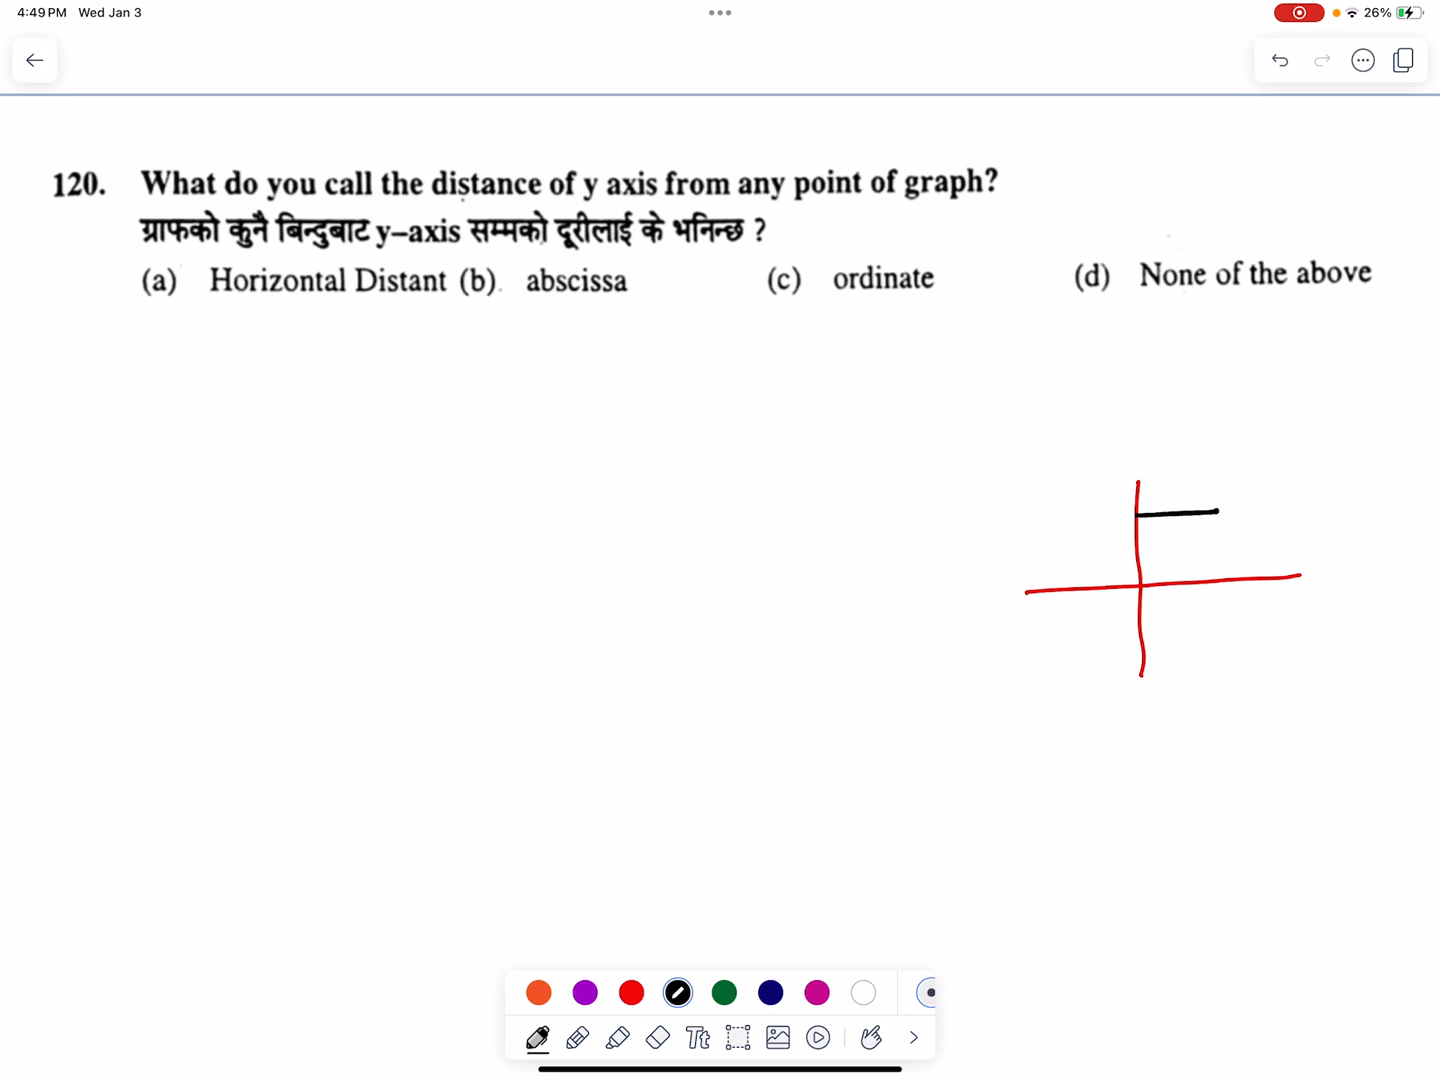 4:49 PM Wed Jan 3 26%
120. What do you call the distance of y axis from any point of graph?
ग्राफको कुनै बिन्दुबाट y–axis सम्मको दूरीलाई के भनिन्छ ?
(a) Horizontal Distant (b). abscissa (c) ordinate (d) None of the above
Tt